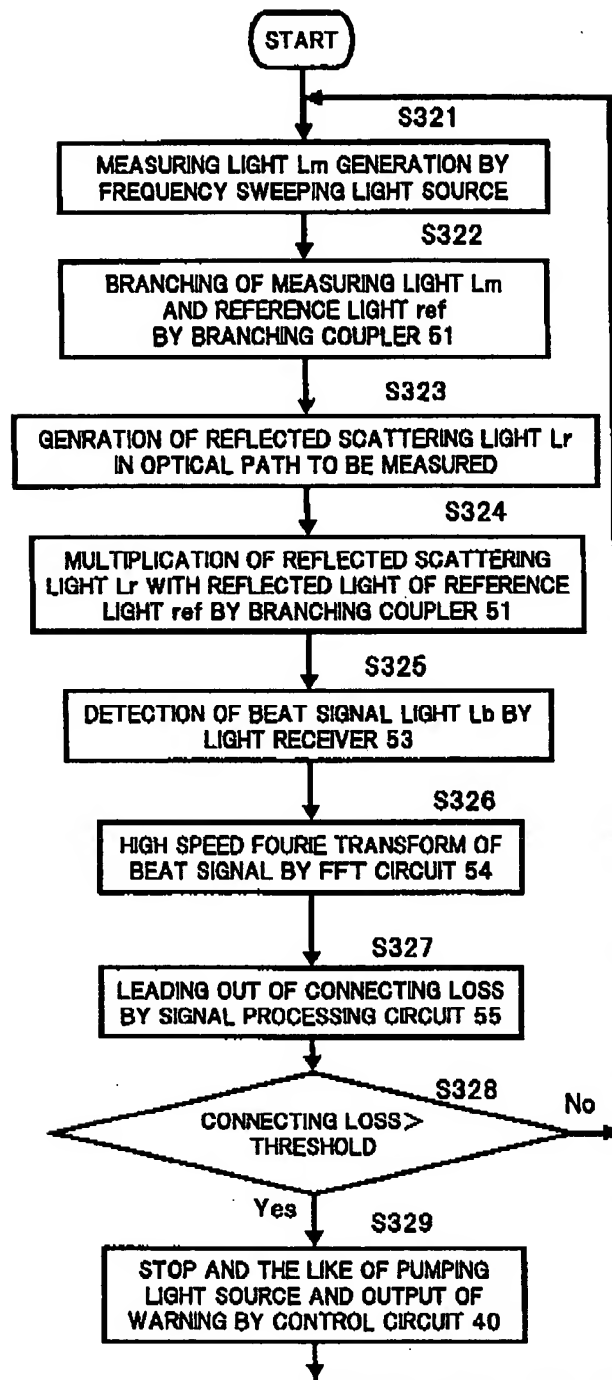 START
S321
MEASURING LIGHT Lm GENERATION BY
FREQUENCY SWEEPING LIGHT SOURCE
S322
BRANCHING OF MEASURING LIGHT Lm
AND REFERENCE LIGHT ref
BY BRANCHING COUPLER 51
S323
GENRATION OF REFLECTED SCATTERING LIGHT Lr
IN OPTICAL PATH TO BE MEASURED
S324
MULTIPLICATION OF REFLECTED SCATTERING
LIGHT Lr WITH REFLECTED LIGHT OF REFERENCE
LIGHT ref BY BRANCHING COUPLER 51
S325
DETECTION OF BEAT SIGNAL LIGHT Lb BY
LIGHT RECEIVER 53
S326
HIGH SPEED FOURIE TRANSFORM OF
BEAT SIGNAL BY FFT CIRCUIT 54
S327
LEADING OUT OF CONNECTING LOSS
BY SIGNAL PROCESSING CIRCUIT 55
S328
CONNECTING LOSS>
THRESHOLD
No
Yes
S329
STOP AND THE LIKE OF PUMPING
LIGHT SOURCE AND OUTPUT OF
WARNING BY CONTROL CIRCUIT 40